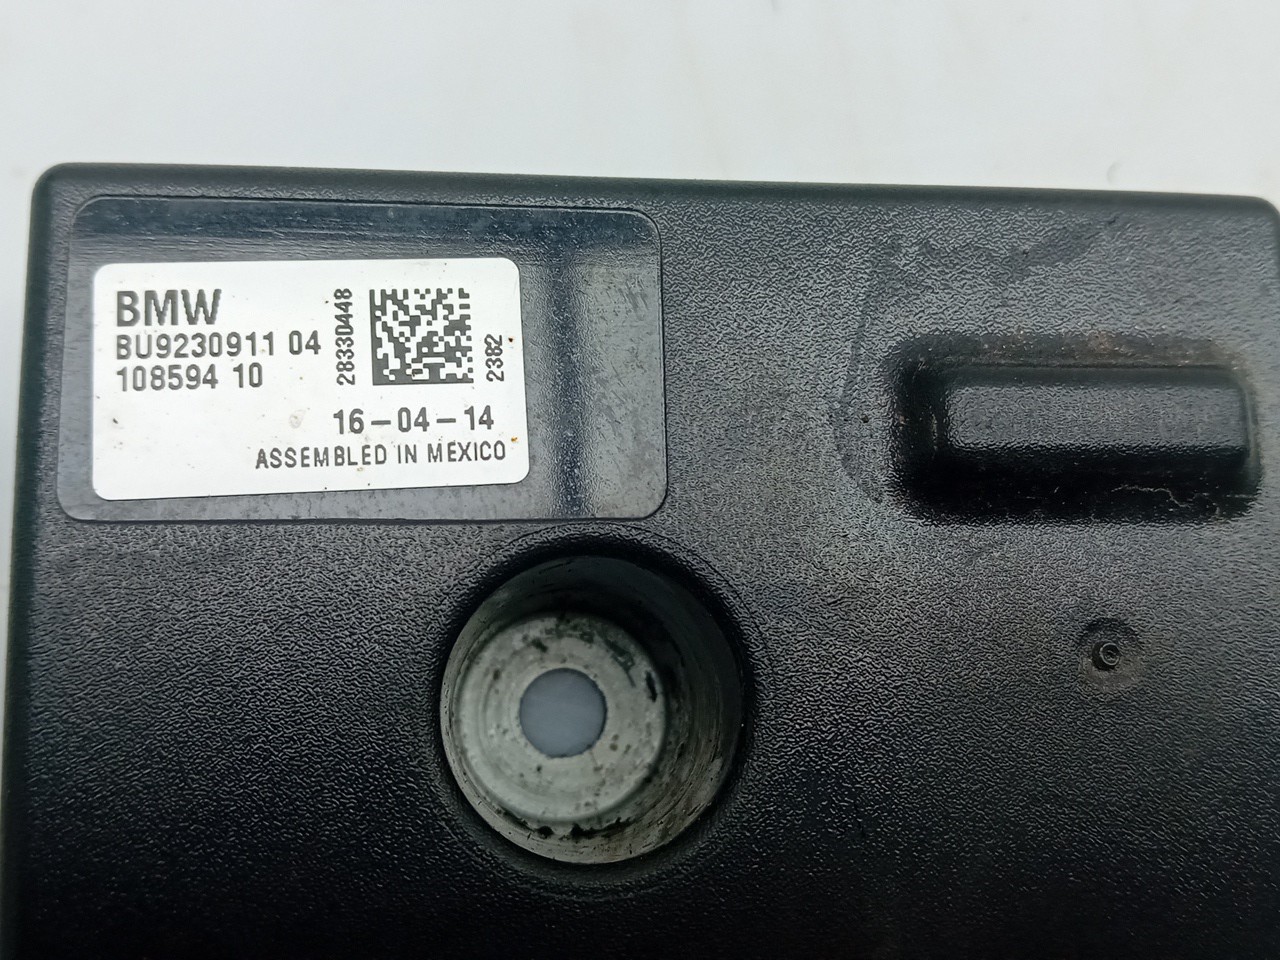 BMW
BU9230911 04
108594 10
28330448
2382
16-04-14
ASSEMBLED IN MEXICO